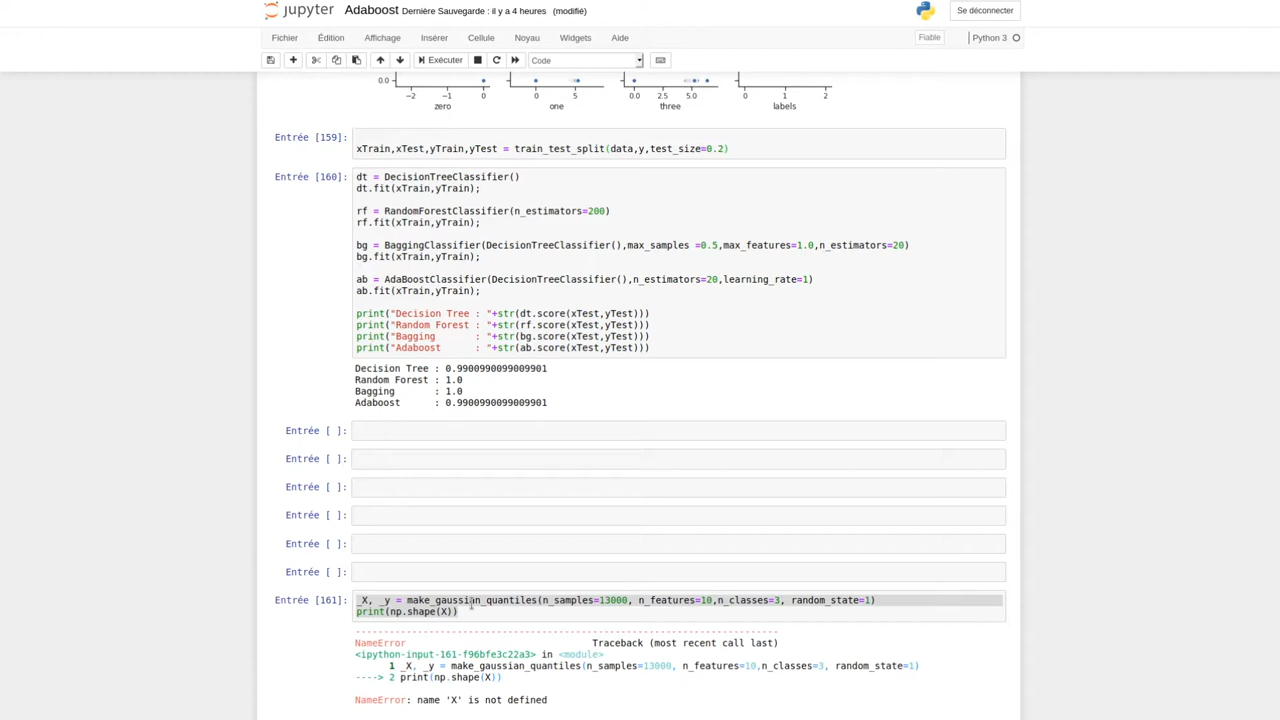 jupyter Adaboost Dernière Sauvegarde : il y a 4 heures (modifié) Se déconnecter
Fichier Édition Affichage Insérer Cellule Noyau Widgets Aide Fiable Python 3
Exécuter Code
0.0
−2 −1 0 0 5 0.0 2.5 5.0 0 1 2
zero one three labels
Entrée [159]:
xTrain,xTest,yTrain,yTest = train_test_split(data,y,test_size=0.2)
Entrée [160]:
dt = DecisionTreeClassifier()
dt.fit(xTrain,yTrain);
rf = RandomForestClassifier(n_estimators=200)
rf.fit(xTrain,yTrain);
bg = BaggingClassifier(DecisionTreeClassifier(),max_samples =0.5,max_features=1.0,n_estimators=20)
bg.fit(xTrain,yTrain);
ab = AdaBoostClassifier(DecisionTreeClassifier(),n_estimators=20,learning_rate=1)
ab.fit(xTrain,yTrain);
print("Decision Tree : "+str(dt.score(xTest,yTest)))
print("Random Forest : "+str(rf.score(xTest,yTest)))
print("Bagging       : "+str(bg.score(xTest,yTest)))
print("Adaboost      : "+str(ab.score(xTest,yTest)))
Decision Tree : 0.9900990099009901
Random Forest : 1.0
Bagging       : 1.0
Adaboost      : 0.9900990099009901
Entrée [ ]:
Entrée [ ]:
Entrée [ ]:
Entrée [ ]:
Entrée [ ]:
Entrée [ ]:
Entrée [161]:
_X, _y = make_gaussian_quantiles(n_samples=13000, n_features=10,n_classes=3, random_state=1)
print(np.shape(X))
---------------------------------------------------------------------------
NameError                                 Traceback (most recent call last)
<ipython-input-161-f96bfe3c22a3> in <module>
      1 _X, _y = make_gaussian_quantiles(n_samples=13000, n_features=10,n_classes=3, random_state=1)
----> 2 print(np.shape(X))
NameError: name 'X' is not defined